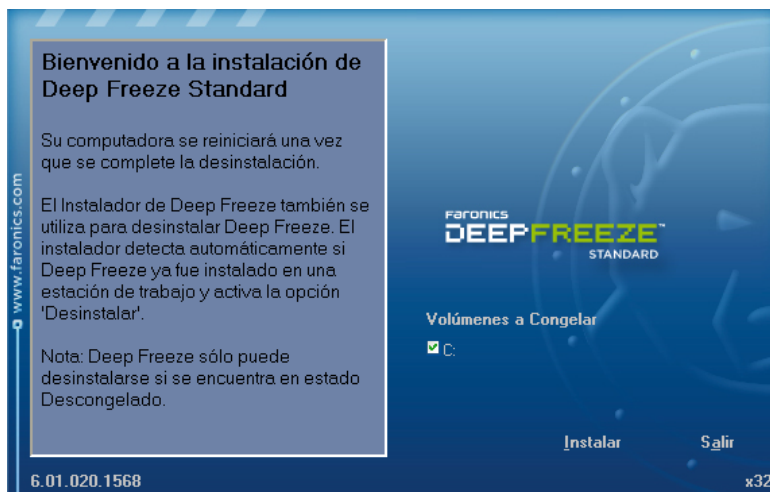 Bienvenido a la instalación de
Deep Freeze Standard
Su computadora se reiniciará una vez
que se complete la desinstalación.
El Instalador de Deep Freeze también se
utiliza para desinstalar Deep Freeze. El
instalador detecta automáticamente si
Deep Freeze ya fue instalado en una
estación de trabajo y activa la opción
'Desinstalar'.
Nota: Deep Freeze sólo puede
desinstalarse si se encuentra en estado
Descongelado.
www.faronics.com
Faronics
DEEPFREEZE™
STANDARD
Volúmenes a Congelar
C:
Instalar
Salir
6.01.020.1568
x32